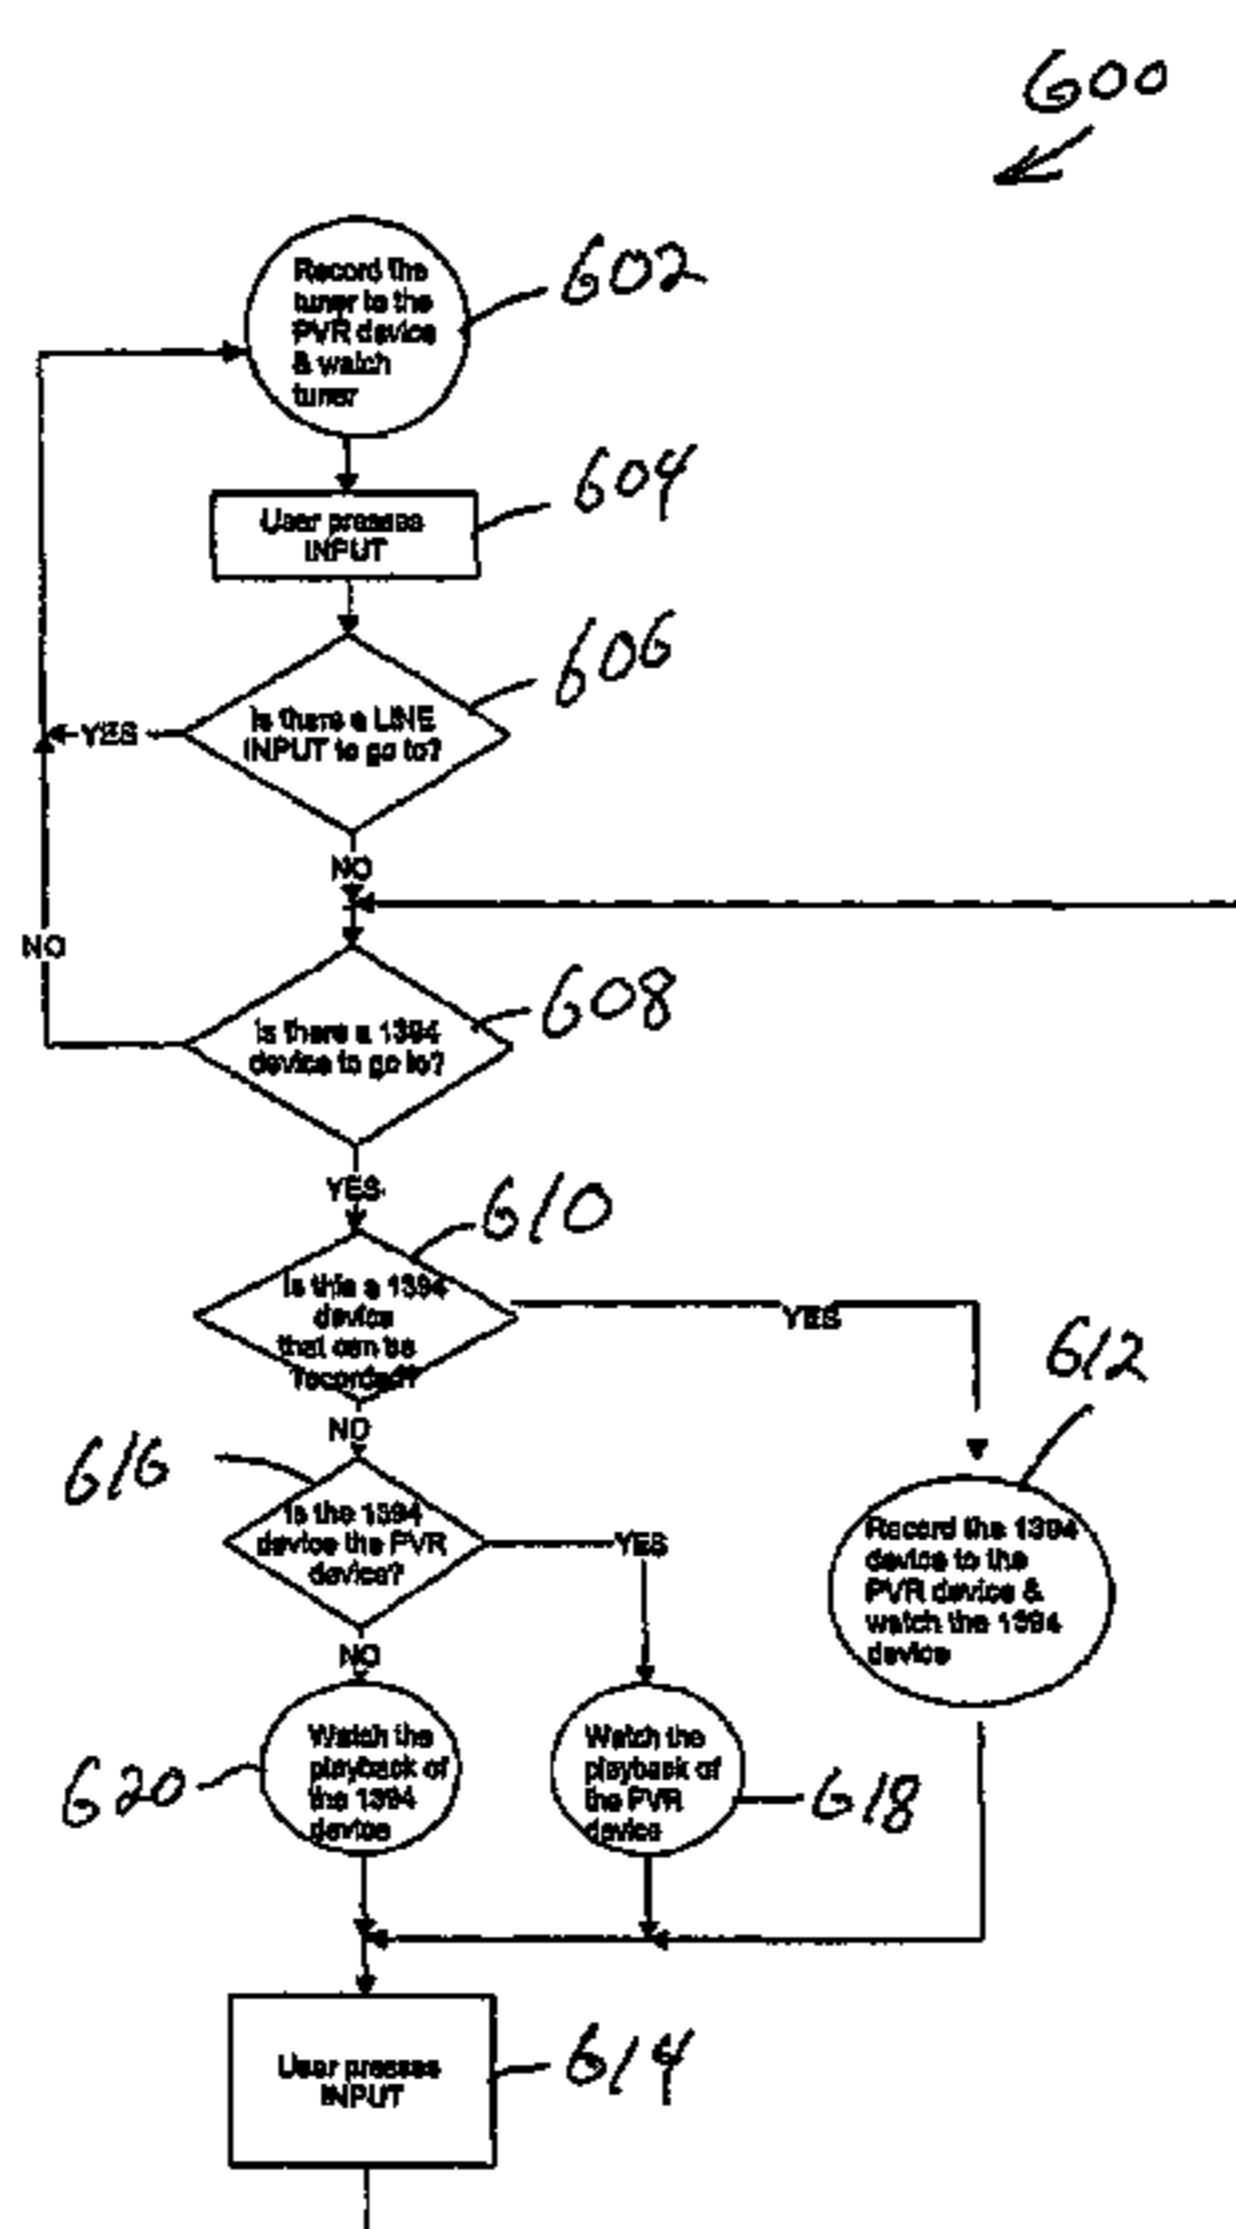 600
Record the
tuner to the
PVR device
& watch
tuner
602
User presses
INPUT
604
606
Is there a LINE
INPUT to go to?
YES
NO
NO
608
Is there a 1394
device to go to?
YES
610
Is this a 1394
device
that can be
recorded?
YES
612
NO
616
Is the 1394
device the PVR
device?
YES
Record the 1394
device to the
PVR device &
watch the 1394
device
NO
Watch the
playback of
the 1394
device
620
Watch the
playback of
the PVR
device
618
User presses
INPUT
614